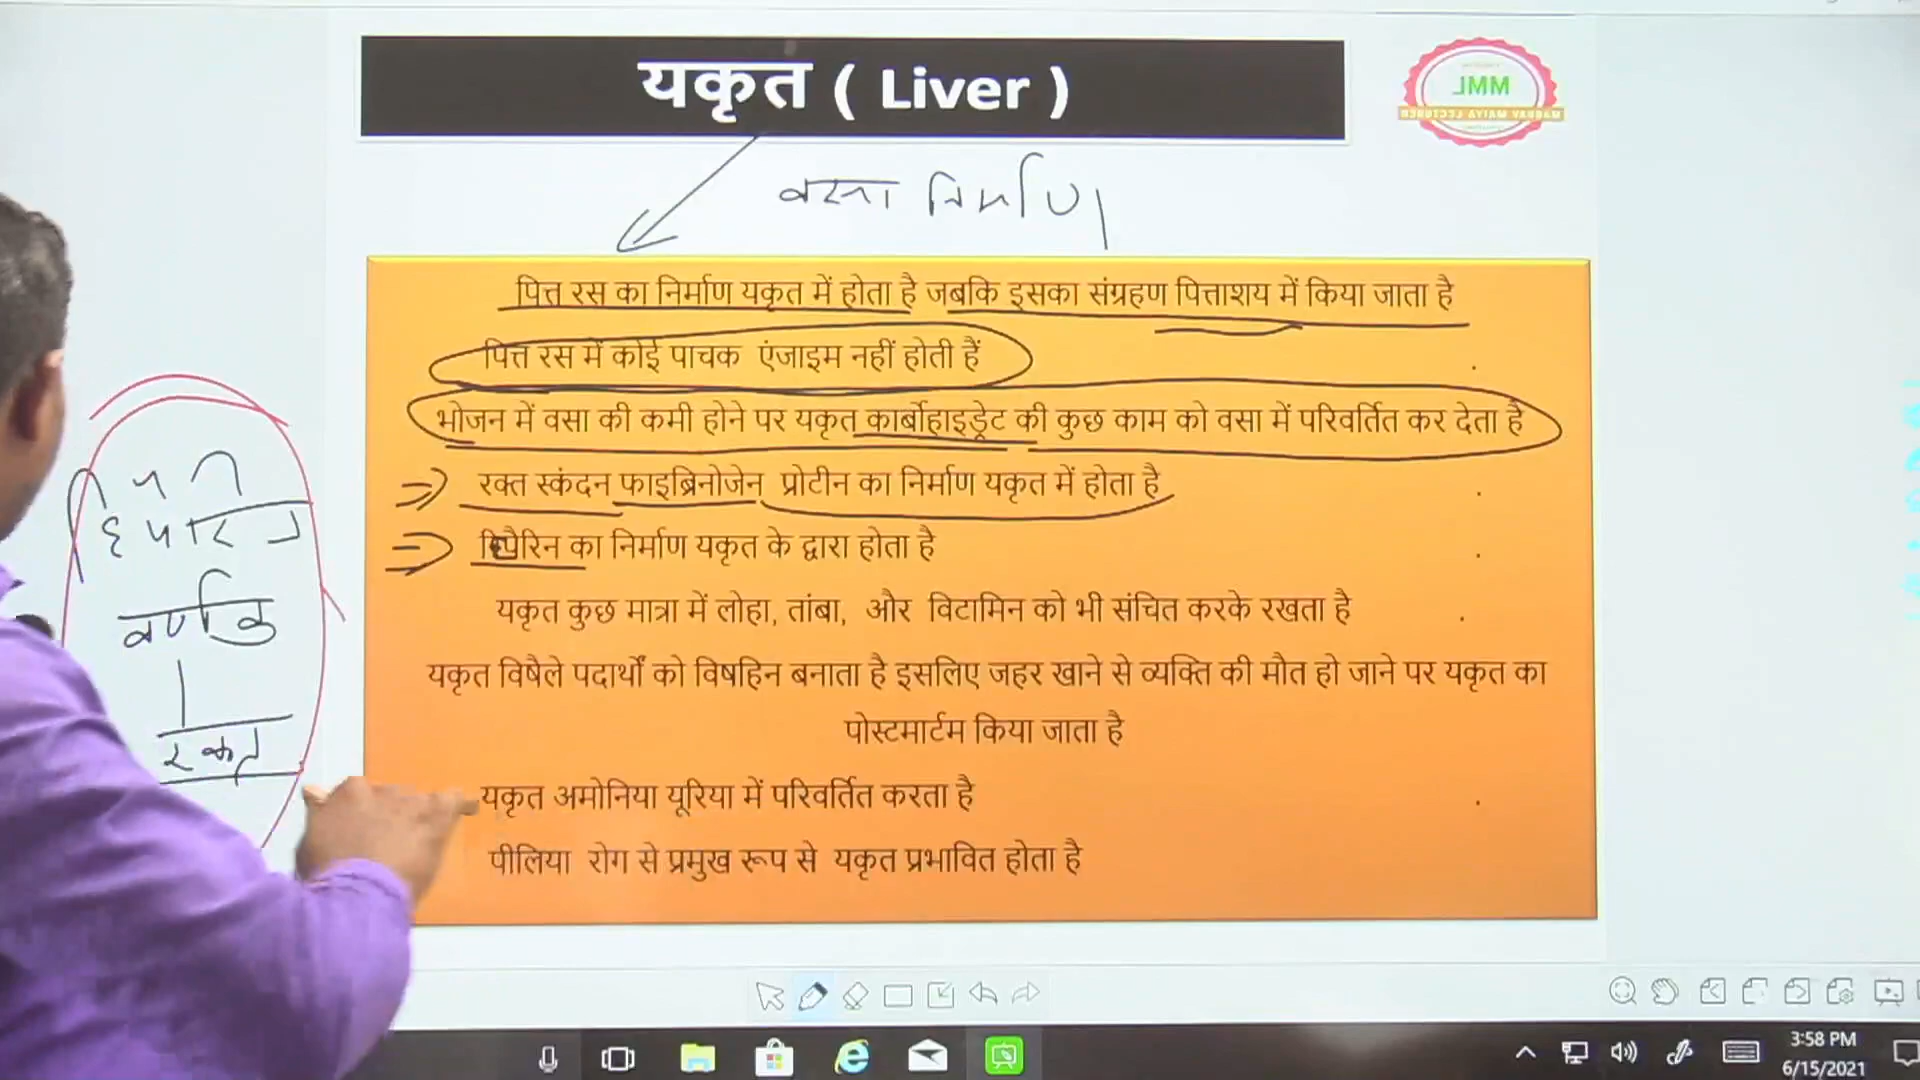 यकृत ( Liver )
वसा निर्माण
पित्त रस का निर्माण यकृत में होता है जबकि इसका संग्रहण पित्ताशय में किया जाता है
पित्त रस में कोई पाचक एंजाइम नहीं होती हैं
भोजन में वसा की कमी होने पर यकृत कार्बोहाइड्रेट की कुछ काम को वसा में परिवर्तित कर देता है
रक्त स्कंदन फाइब्रिनोजेन प्रोटीन का निर्माण यकृत में होता है
का निर्माण यकृत के द्वारा होता है
यकृत कुछ मात्रा में लोहा, तांबा, और विटामिन को भी संचित करके रखता है
यकृत विषैले पदार्थों को विषहिन बनाता है इसलिए जहर खाने से व्यक्ति की मौत हो जाने पर यकृत का
पोस्टमार्टम किया जाता है
यकृत अमोनिया यूरिया में परिवर्तित करता है
पीलिया रोग से प्रमुख रूप से यकृत प्रभावित होता है
रक्त
3:58 PM
6/15/2021